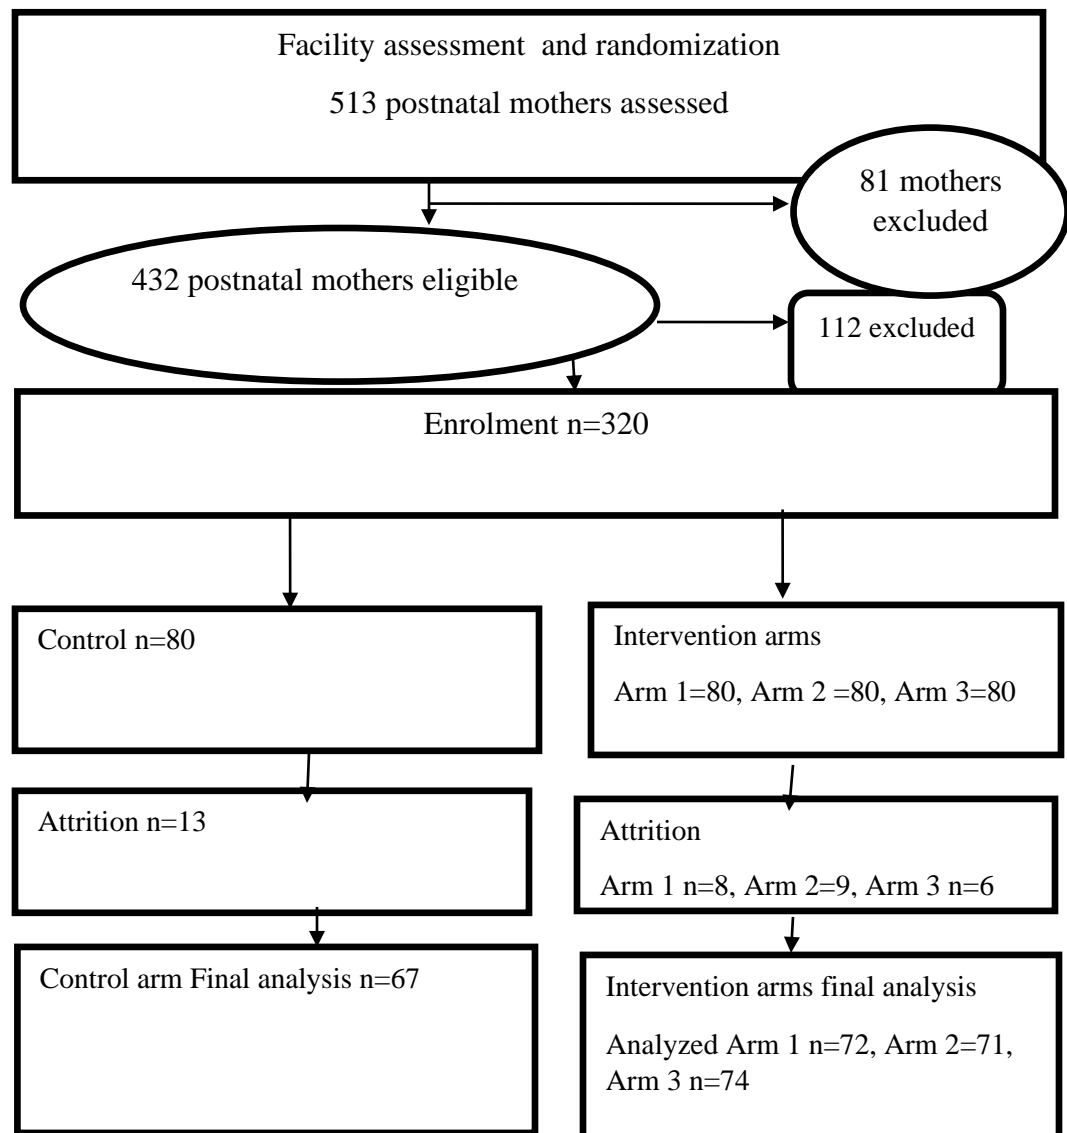 Facility assessment and randomization
513 postnatal mothers assessed
81 mothers
excluded
432 postnatal mothers eligible
112 excluded
Enrolment n=320
Control n=80
Intervention arms
Arm 1=80, Arm 2 =80, Arm 3=80
Attrition n=13
Attrition
Arm 1 n=8, Arm 2=9, Arm 3 n=6
Control arm Final analysis n=67
Intervention arms final analysis
Analyzed Arm 1 n=72, Arm 2=71,
Arm 3 n=74